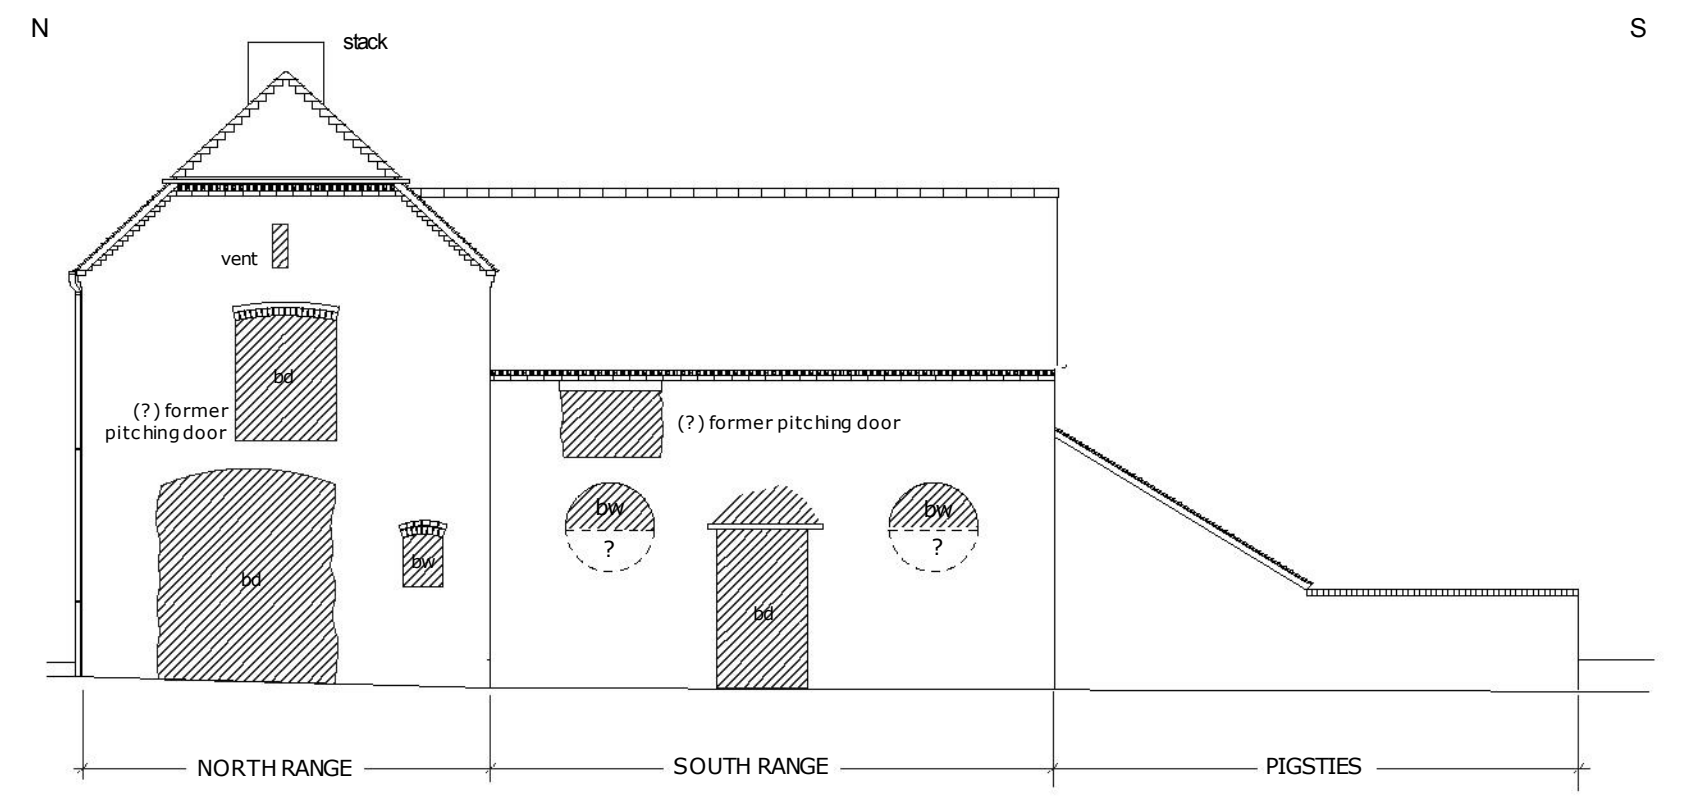 N
S
stack
vent
bd
(?) former
pitching door
(?) former pitching door
bw
?
bw
?
bw
bd
bd
NORTH RANGE
SOUTH RANGE
PIGSTIES